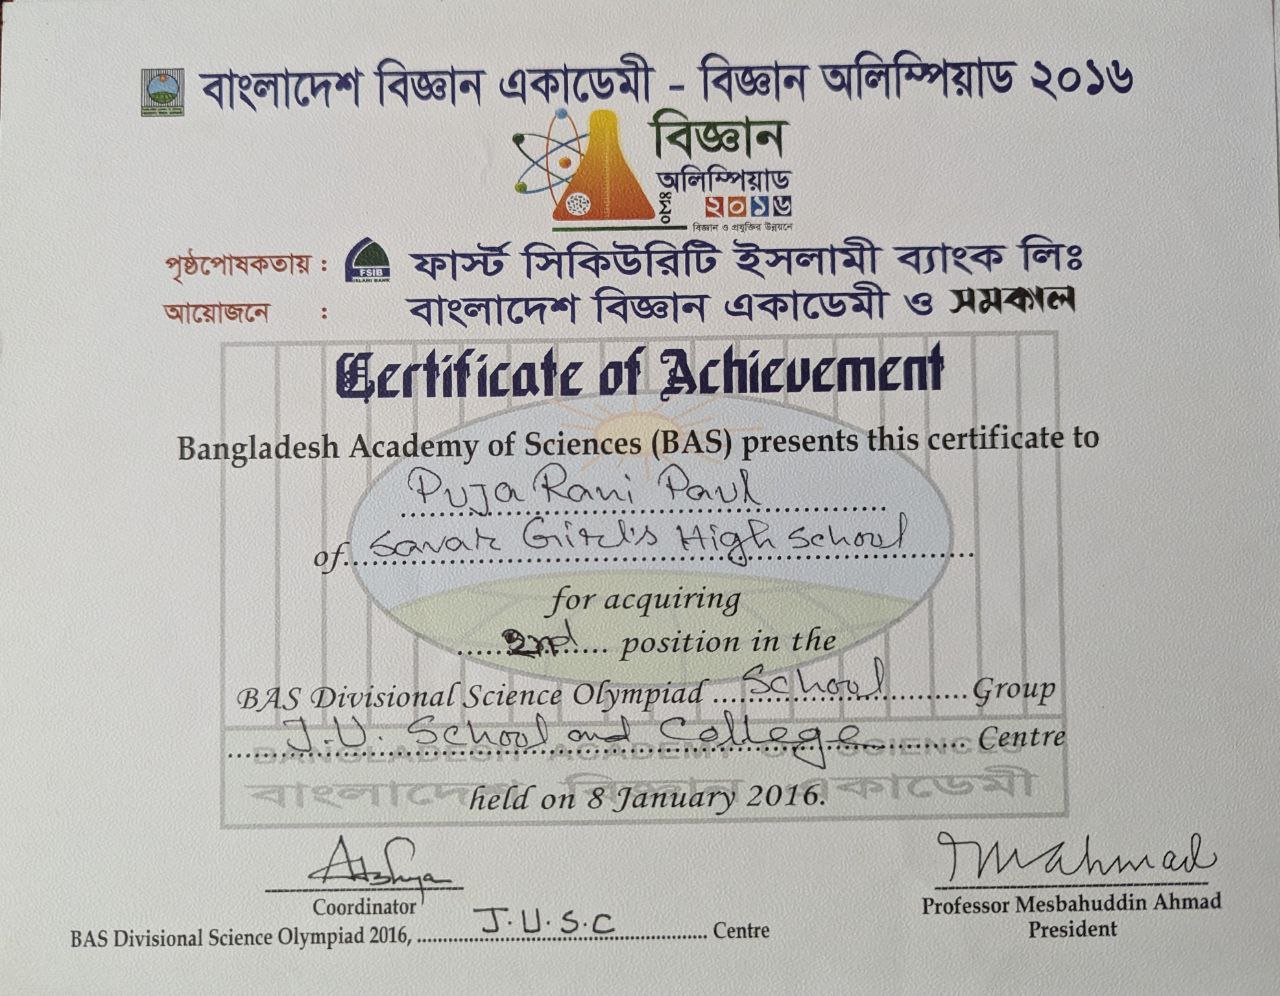 বাংলাদেশ বিজ্ঞান একাডেমী - বিজ্ঞান অলিম্পিয়াড ২০১৬
বিজ্ঞান
অলিম্পিয়াড
২০১৬
বিজ্ঞান ও প্রযুক্তির উন্নয়নে
পৃষ্ঠপোষকতায় : FSIB ফার্স্ট সিকিউরিটি ইসলামী ব্যাংক লিঃ
ISLAMI BANK
আয়োজনে : বাংলাদেশ বিজ্ঞান একাডেমী ও সমকাল
Certificate of Achievement
Bangladesh Academy of Sciences (BAS) presents this certificate to
Puja Rani Paul
of Savar Girl's High School
for acquiring
2nd position in the
BAS Divisional Science Olympiad School Group
J.U. School and College Centre
BANGLADESH ACADEMY OF SCIENCES
বাংলাদেশ বিজ্ঞান একাডেমী
held on 8 January 2016.
Coordinator
BAS Divisional Science Olympiad 2016, J.U.S.C Centre
Mahmad
Professor Mesbahuddin Ahmad
President